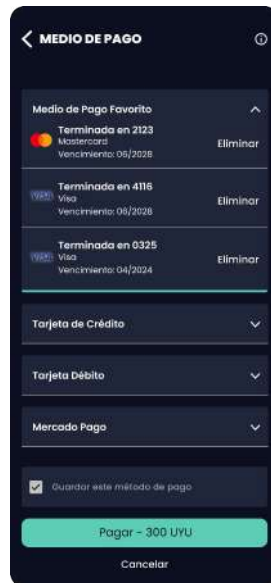 MEDIO DE PAGO
Medio de Pago Favorito
Terminada en 2123
Mastercard
Vencimiento: 06/2028
Eliminar
Terminada en 4116
Visa
Vencimiento: 06/2028
VISA
Terminada en 0325
Visa
Vencimiento: 04/2024
VISA
Eliminar
Tarjeta de Crédito
Tarjeta Débito
Mercado Pago
Guardar este método de pago
Pagar - 300 UYU
Cancelar